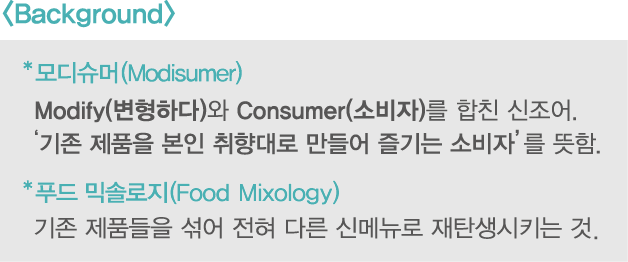 <Background>
*모디슈머(Modisumer)
Modify(변형하다)와 Consumer(소비자)를 합친 신조어.
‘기존 제품을 본인 취향대로 만들어 즐기는 소비자’를 뜻함.
*푸드 믹솔로지(Food Mixology)
기존 제품들을 섞어 전혀 다른 신메뉴로 재탄생시키는 것.